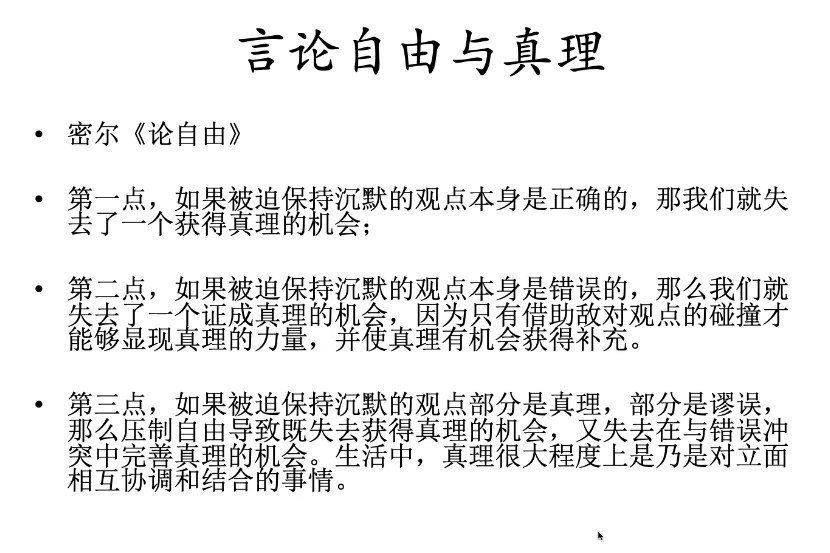 言论自由与真理
• 密尔《论自由》
• 第一点，如果被迫保持沉默的观点本身是正确的，那我们就失
去了一个获得真理的机会；
• 第二点，如果被迫保持沉默的观点本身是错误的，那么我们就
失去了一个证成真理的机会，因为只有借助敌对观点的碰撞才
能够显现真理的力量，并使真理有机会获得补充。
• 第三点，如果被迫保持沉默的观点部分是真理，部分是谬误，
那么压制自由导致既失去获得真理的机会，又失去在与错误冲
突中完善真理的机会。生活中，真理很大程度上是乃是对立面
相互协调和结合的事情。